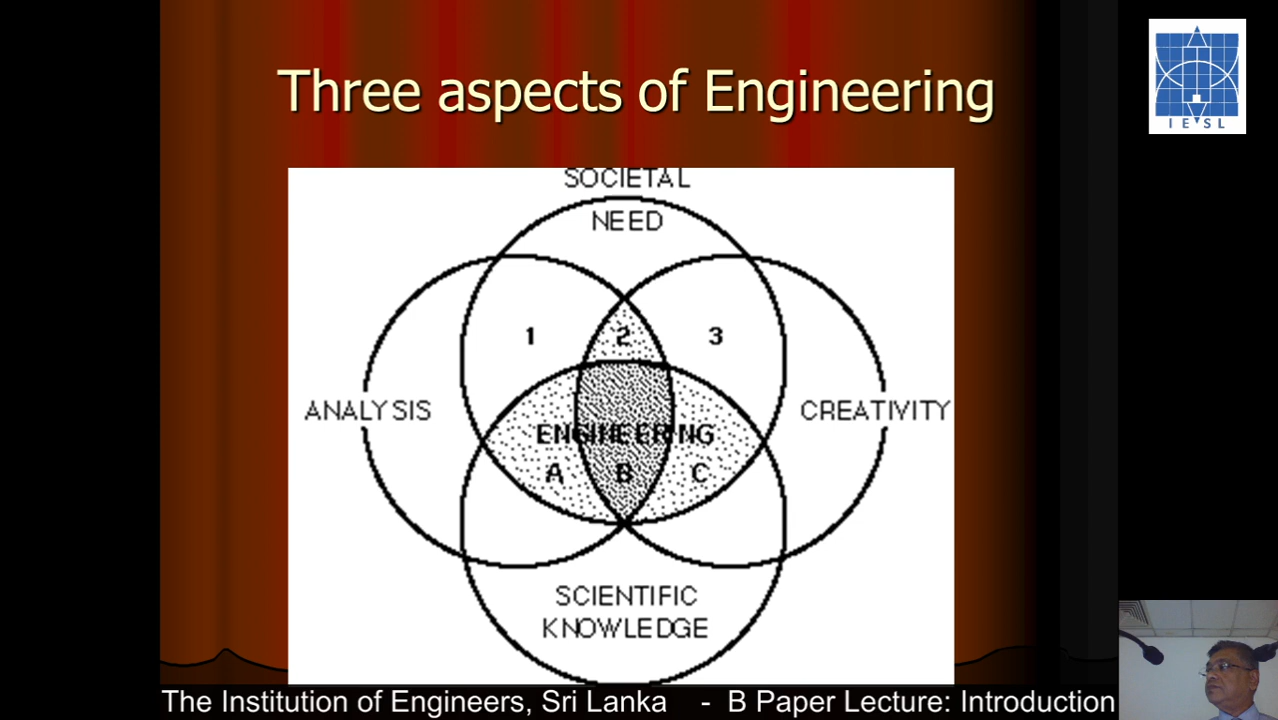 Three aspects of Engineering
IESL
SOCIETAL
NEED
1 2 3
ANALYSIS
CREATIVITY
ENGINEERING
A B C
SCIENTIFIC
KNOWLEDGE
The Institution of Engineers, Sri Lanka - B Paper Lecture: Introduction